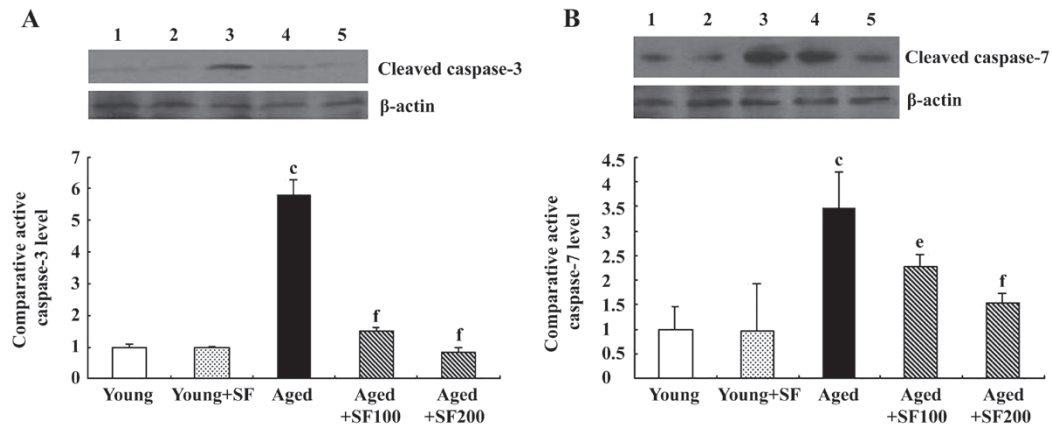 A
1 2 3 4 5
Cleaved caspase-3
β-actin
Comparative active
caspase-3 level
7
6
5
4
3
2
1
0
c
f
f
Young Young+SF Aged Aged Aged
+SF100 +SF200
B
1 2 3 4 5
Cleaved caspase-7
β-actin
Comparative active
caspase-7 level
4.5
4
3.5
3
2.5
2
1.5
1
0.5
0
c
e
f
Young Young+SF Aged Aged Aged
+SF100 +SF200